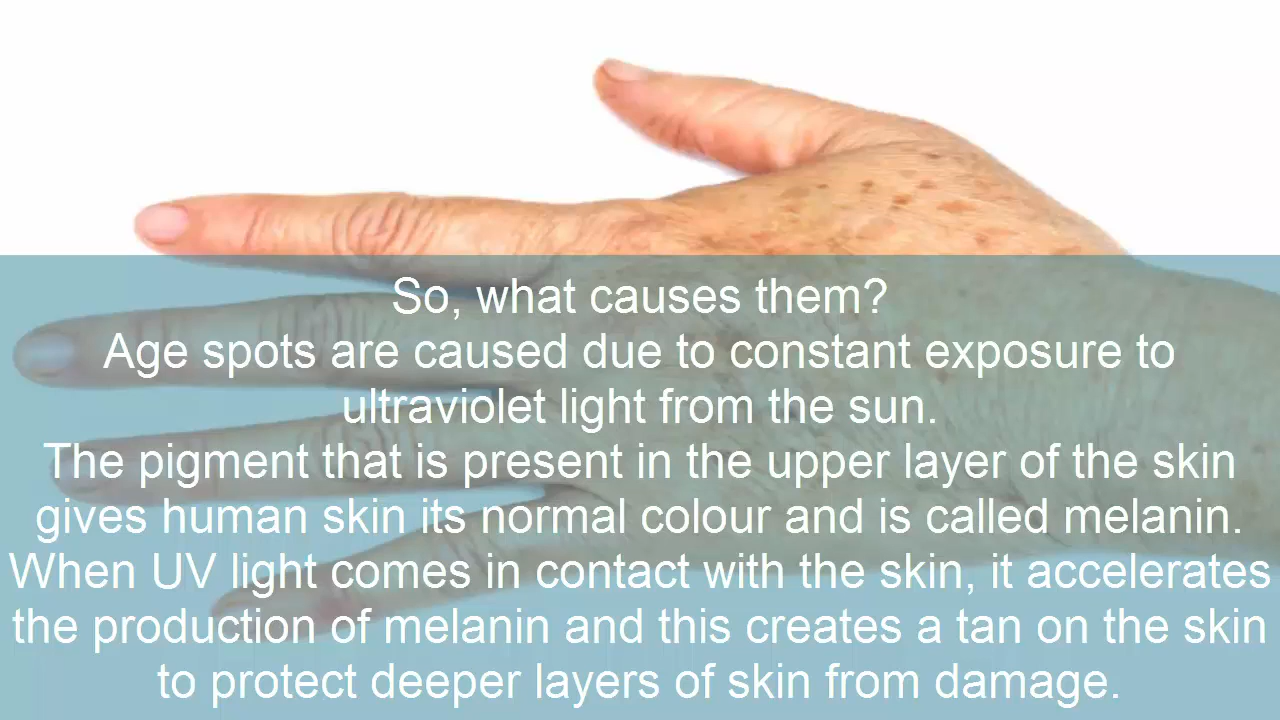 So, what causes them?
Age spots are caused due to constant exposure to
ultraviolet light from the sun.
The pigment that is present in the upper layer of the skin
gives human skin its normal colour and is called melanin.
When UV light comes in contact with the skin, it accelerates
the production of melanin and this creates a tan on the skin
to protect deeper layers of skin from damage.